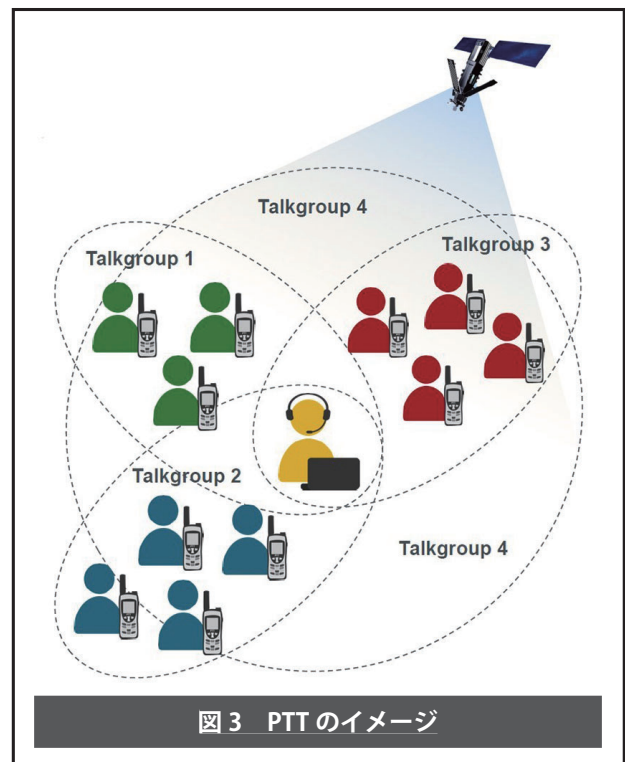 Talkgroup 4
Talkgroup 3
Talkgroup 1
Talkgroup 2
Talkgroup 4
図 3　PTT のイメージ